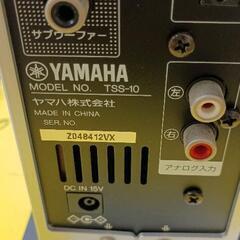 サブウーファー
YAMAHA
MODEL NO. TSS-10
ヤマハ株式会社
MADE IN CHINA
SER. NO.
Z048412VX
DC IN 15V
左
右
アナログ入力